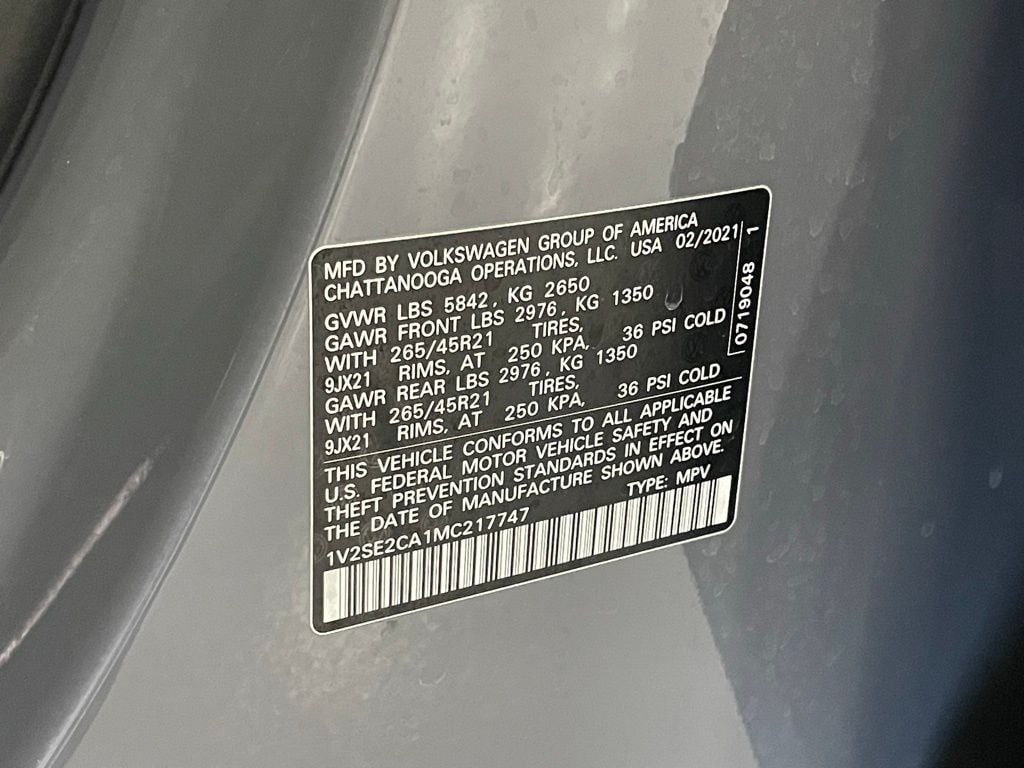 MFD BY VOLKSWAGEN GROUP OF AMERICA
CHATTANOOGA OPERATIONS, LLC. USA 02/2021
GVWR LBS 5842, KG 2650
GAWR FRONT LBS 2976, KG 1350
WITH 265/45R21 TIRES,
9JX21 RIMS, AT 250 KPA, 36 PSI COLD
GAWR REAR LBS 2976, KG 1350
WITH 265/45R21 TIRES,
9JX21 RIMS, AT 250 KPA, 36 PSI COLD
0719048 1
THIS VEHICLE CONFORMS TO ALL APPLICABLE
U.S. FEDERAL MOTOR VEHICLE SAFETY AND
THEFT PREVENTION STANDARDS IN EFFECT ON
THE DATE OF MANUFACTURE SHOWN ABOVE.
1V2SE2CA1MC217747 TYPE: MPV